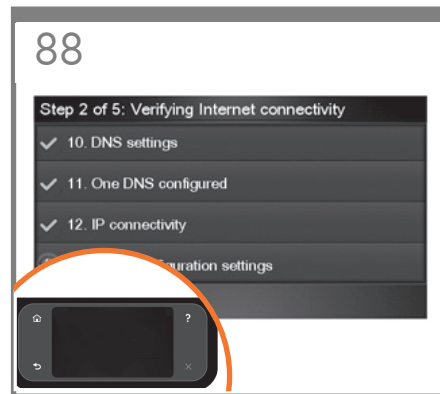 88
Step 2 of 5: Verifying Internet connectivity
✓ 10. DNS settings
✓ 11. One DNS configured
✓ 12. IP connectivity
settings
?